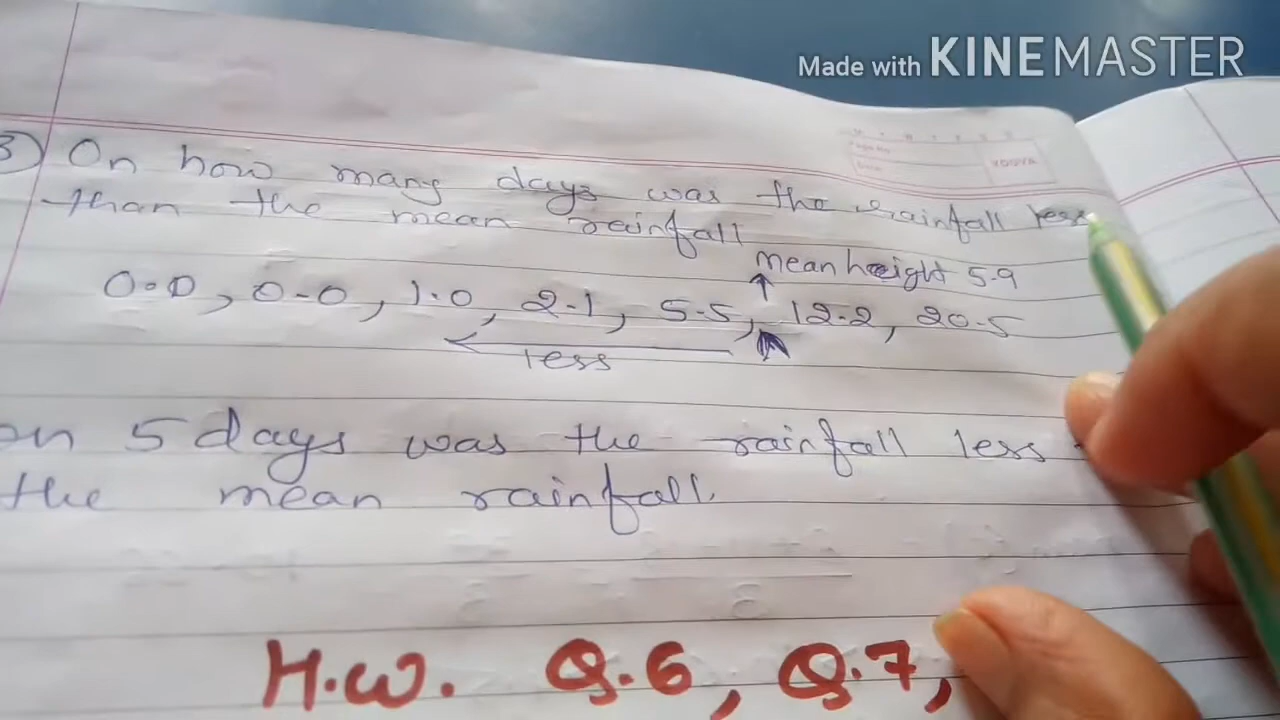 Made with KINEMASTER
3) On how many days was the rainfall less
than the mean rainfall
YOUVA
mean height 5.9
0.0, 0.0, 1.0, 2.1, 5.5, 12.2, 20.5
less
on 5 days was the rainfall less
the mean rainfall.
H.W. Q.6, Q.7,